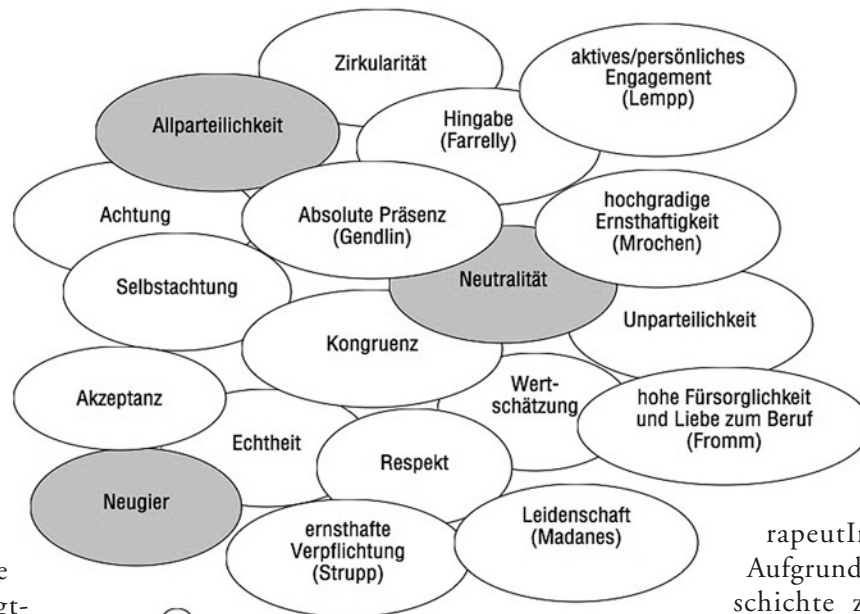 Zirkularität
aktives/persönliches
Engagement
(Lempp)
Allparteilichkeit
Hingabe
(Farrelly)
Achtung
Absolute Präsenz
(Gendlin)
hochgradige
Ernsthaftigkeit
(Mrochen)
Selbstachtung
Neutralität
Kongruenz
Unparteilichkeit
Akzeptanz
Wert-
schätzung
hohe Fürsorglichkeit
und Liebe zum Beruf
(Fromm)
Echtheit
Respekt
Neugier
ernsthafte
Verpflichtung
(Strupp)
Leidenschaft
(Madanes)
rapeutIn
Aufgrund
schichte z
e
gt-